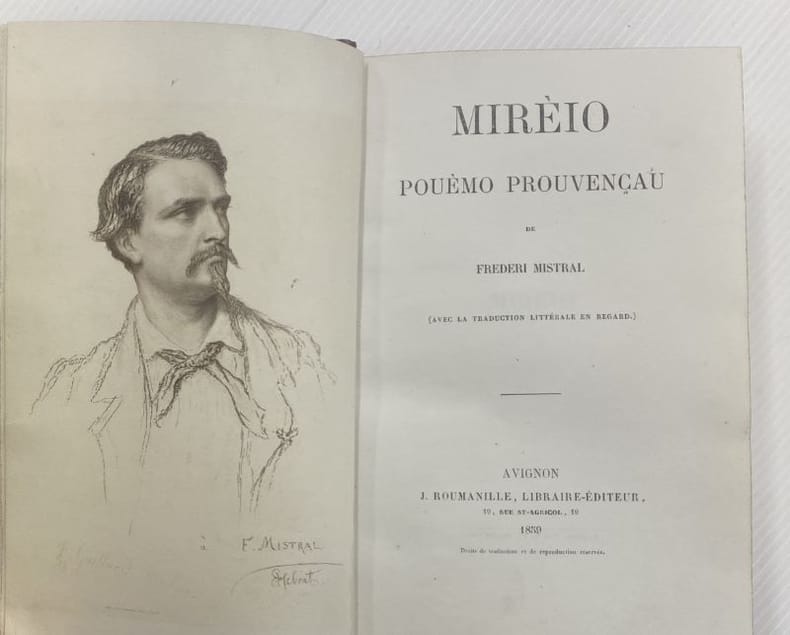 à F. MISTRAL
Hébert
MIRÈIO
POUÈMO PROUVENÇAU
DE
FREDERI MISTRAL
(AVEC LA TRADUCTION LITTÉRALE EN REGARD.)
AVIGNON
J. ROUMANILLE, LIBRAIRE-ÉDITEUR,
19, RUE ST-AGRICOL, 19
1859
Droits de traduction et de reproduction réservés.